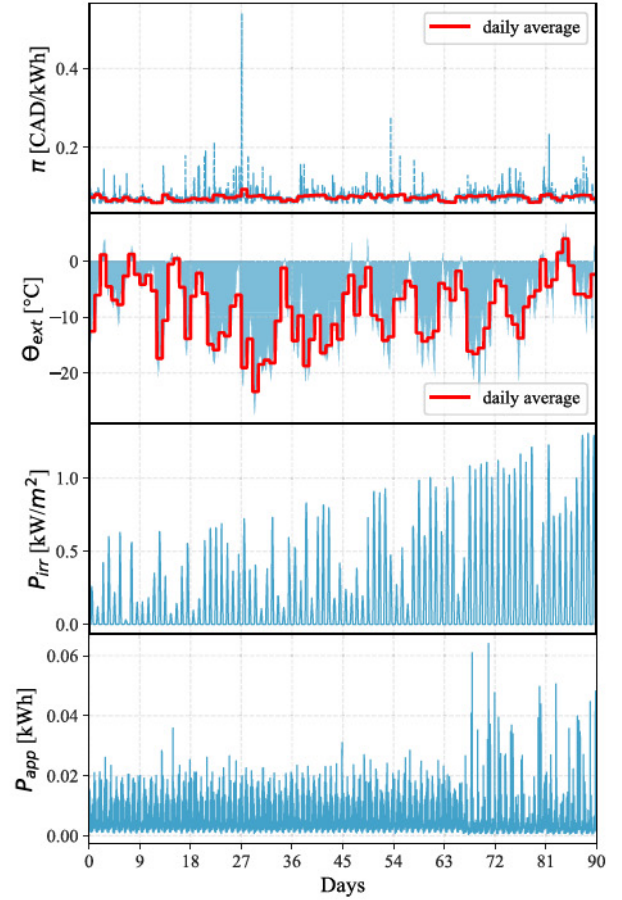 π [CAD/kWh]
0.4
0.2
daily average
Θext [°C]
0
−10
−20
daily average
Pirr [kW/m²]
1.0
0.5
0.0
Papp [kWh]
0.06
0.04
0.02
0.00
0 9 18 27 36 45 54 63 72 81 90
Days